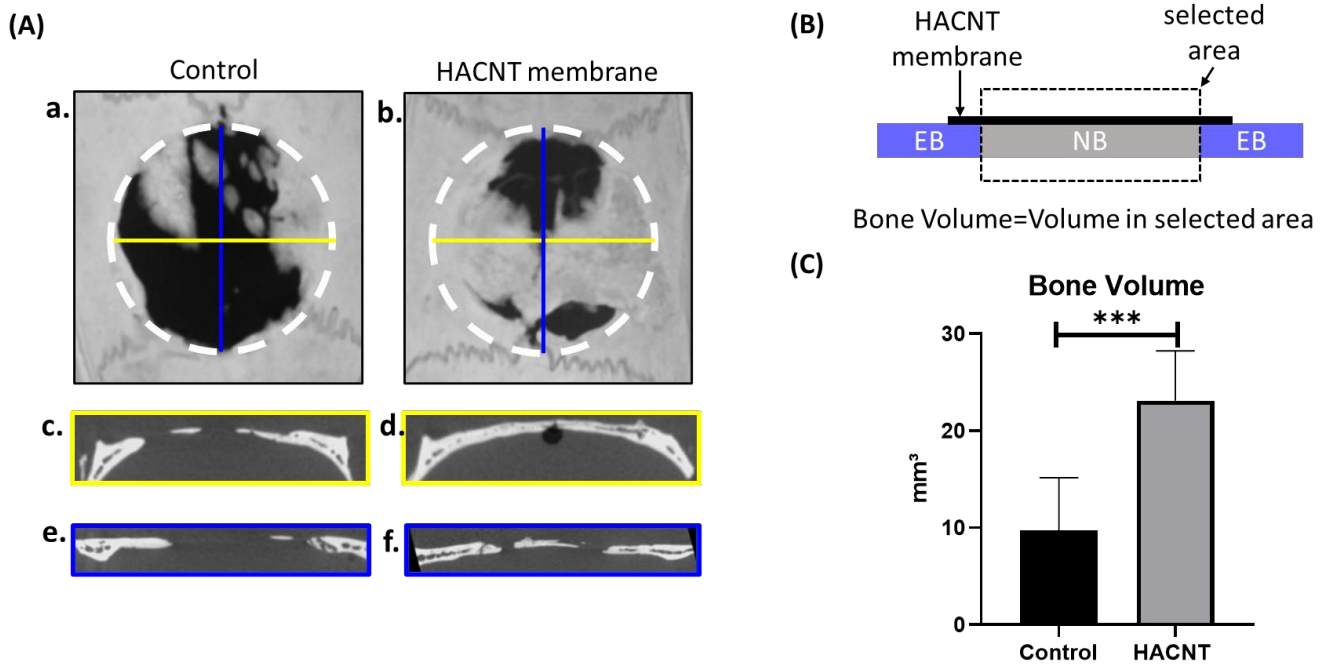 (A)
Control
HACNT membrane
a.
b.
c.
d.
e.
f.
(B)
HACNT
membrane
selected
area
EB
NB
EB
Bone Volume=Volume in selected area
(C)
Bone Volume
***
mm³
30
20
10
0
Control
HACNT